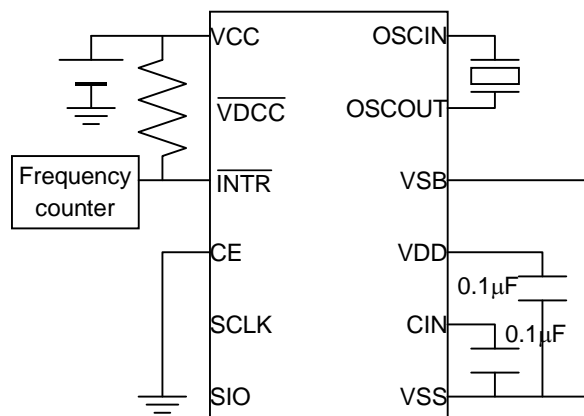 VCC
OSCIN
VDCC
OSCOUT
Frequency
counter
INTR
VSB
CE
VDD
0.1μF
SCLK
CIN
0.1μF
SIO
VSS